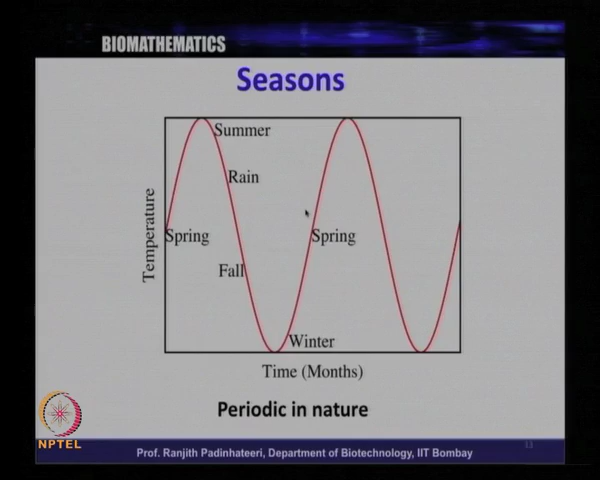 BIOMATHEMATICS
Seasons
Summer
Rain
Spring
Spring
Fall
Winter
Temperature
Time (Months)
Periodic in nature
NPTEL
Prof. Ranjith Padinhateeri, Department of Biotechnology, IIT Bombay
13